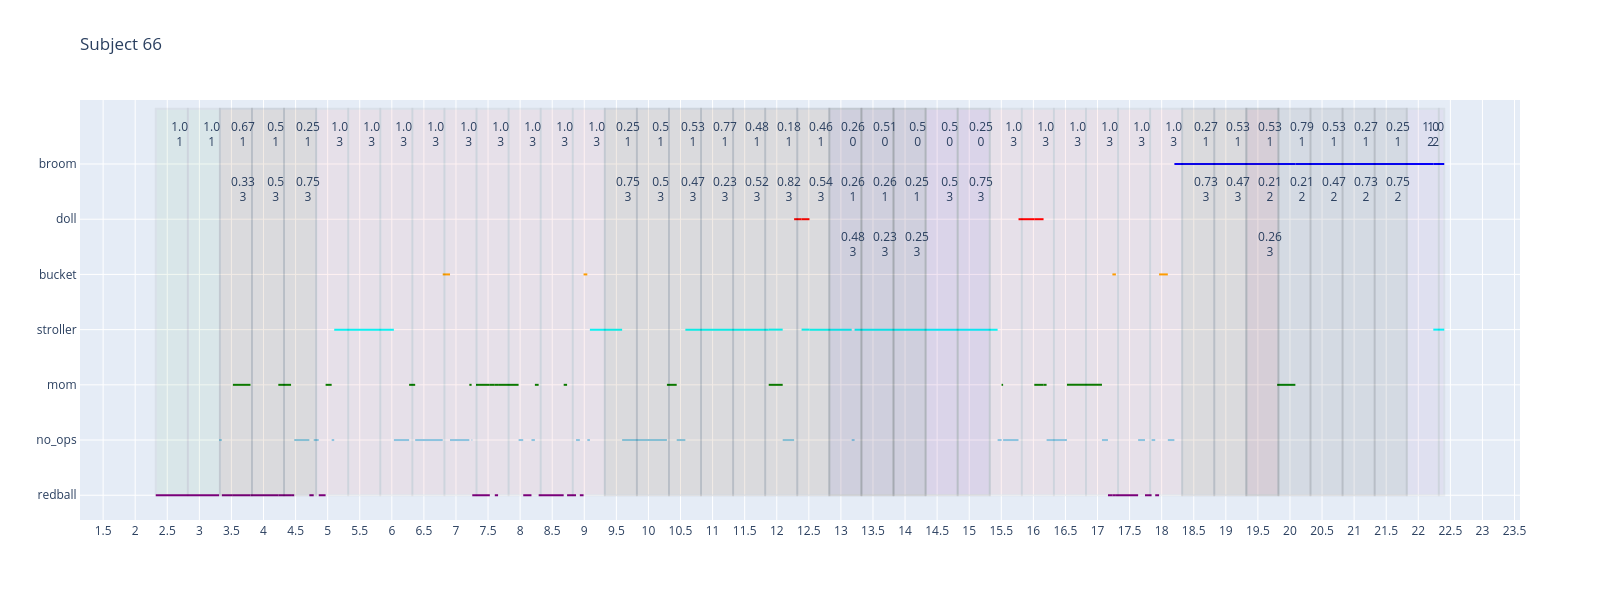 Subject 66
1.0 1.0 0.67 0.5 0.25 1.0 1.0 1.0 1.0 1.0 1.0 1.0 1.0 1.0 0.25 0.5 0.53 0.77 0.48 0.18 0.46 0.26 0.51 0.5 0.5 0.25 1.0 1.0 1.0 1.0 1.0 1.0 0.27 0.53 0.53 0.79 0.53 0.27 0.25
1 1 1 1 1 3 3 3 3 3 3 3 3 3 1 1 1 1 1 1 1 0 0 0 0 0 3 3 3 3 3 3 1 1 1 1 1 1 1
broom
0.33 0.5 0.75 0.75 0.5 0.47 0.23 0.52 0.82 0.54 0.26 0.26 0.25 0.5 0.75 0.73 0.47 0.21 0.21 0.47 0.73 0.75
3 3 3 3 3 3 3 3 3 3 1 1 1 3 3 3 3 2 2 2 2 2
doll
0.48 0.23 0.25 0.26
3 3 3 3
bucket
stroller
mom
no_ops
redball
1.5 2 2.5 3 3.5 4 4.5 5 5.5 6 6.5 7 7.5 8 8.5 9 9.5 10 10.5 11 11.5 12 12.5 13 13.5 14 14.5 15 15.5 16 16.5 17 17.5 18 18.5 19 19.5 20 20.5 21 21.5 22 22.5 23 23.5